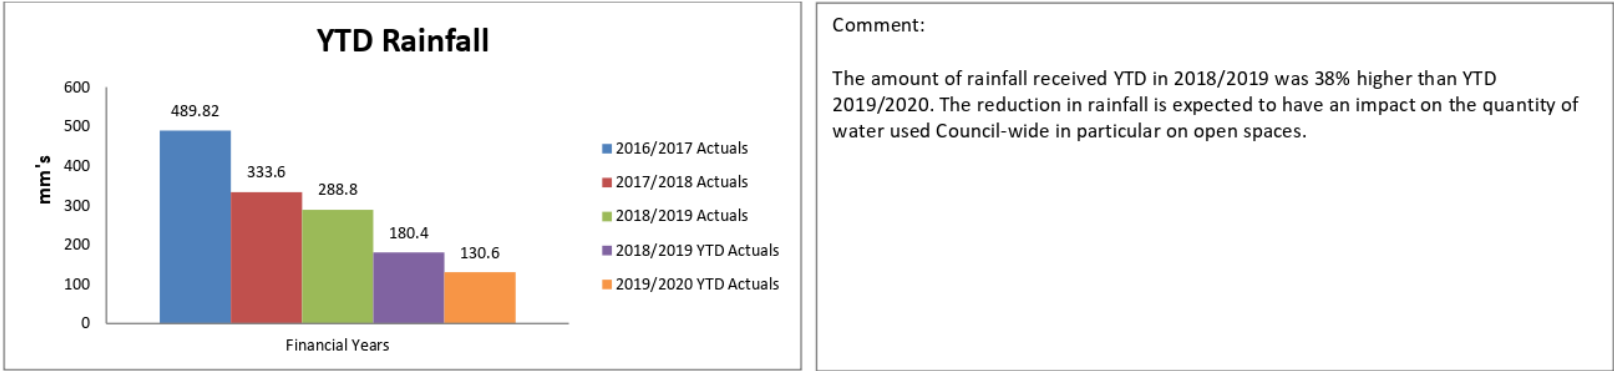 YTD Rainfall
600
500
400
300
200
100
0
mm's
489.82
333.6
288.8
180.4
130.6
Financial Years
2016/2017 Actuals
2017/2018 Actuals
2018/2019 Actuals
2018/2019 YTD Actuals
2019/2020 YTD Actuals
Comment:
The amount of rainfall received YTD in 2018/2019 was 38% higher than YTD
2019/2020. The reduction in rainfall is expected to have an impact on the quantity of
water used Council-wide in particular on open spaces.